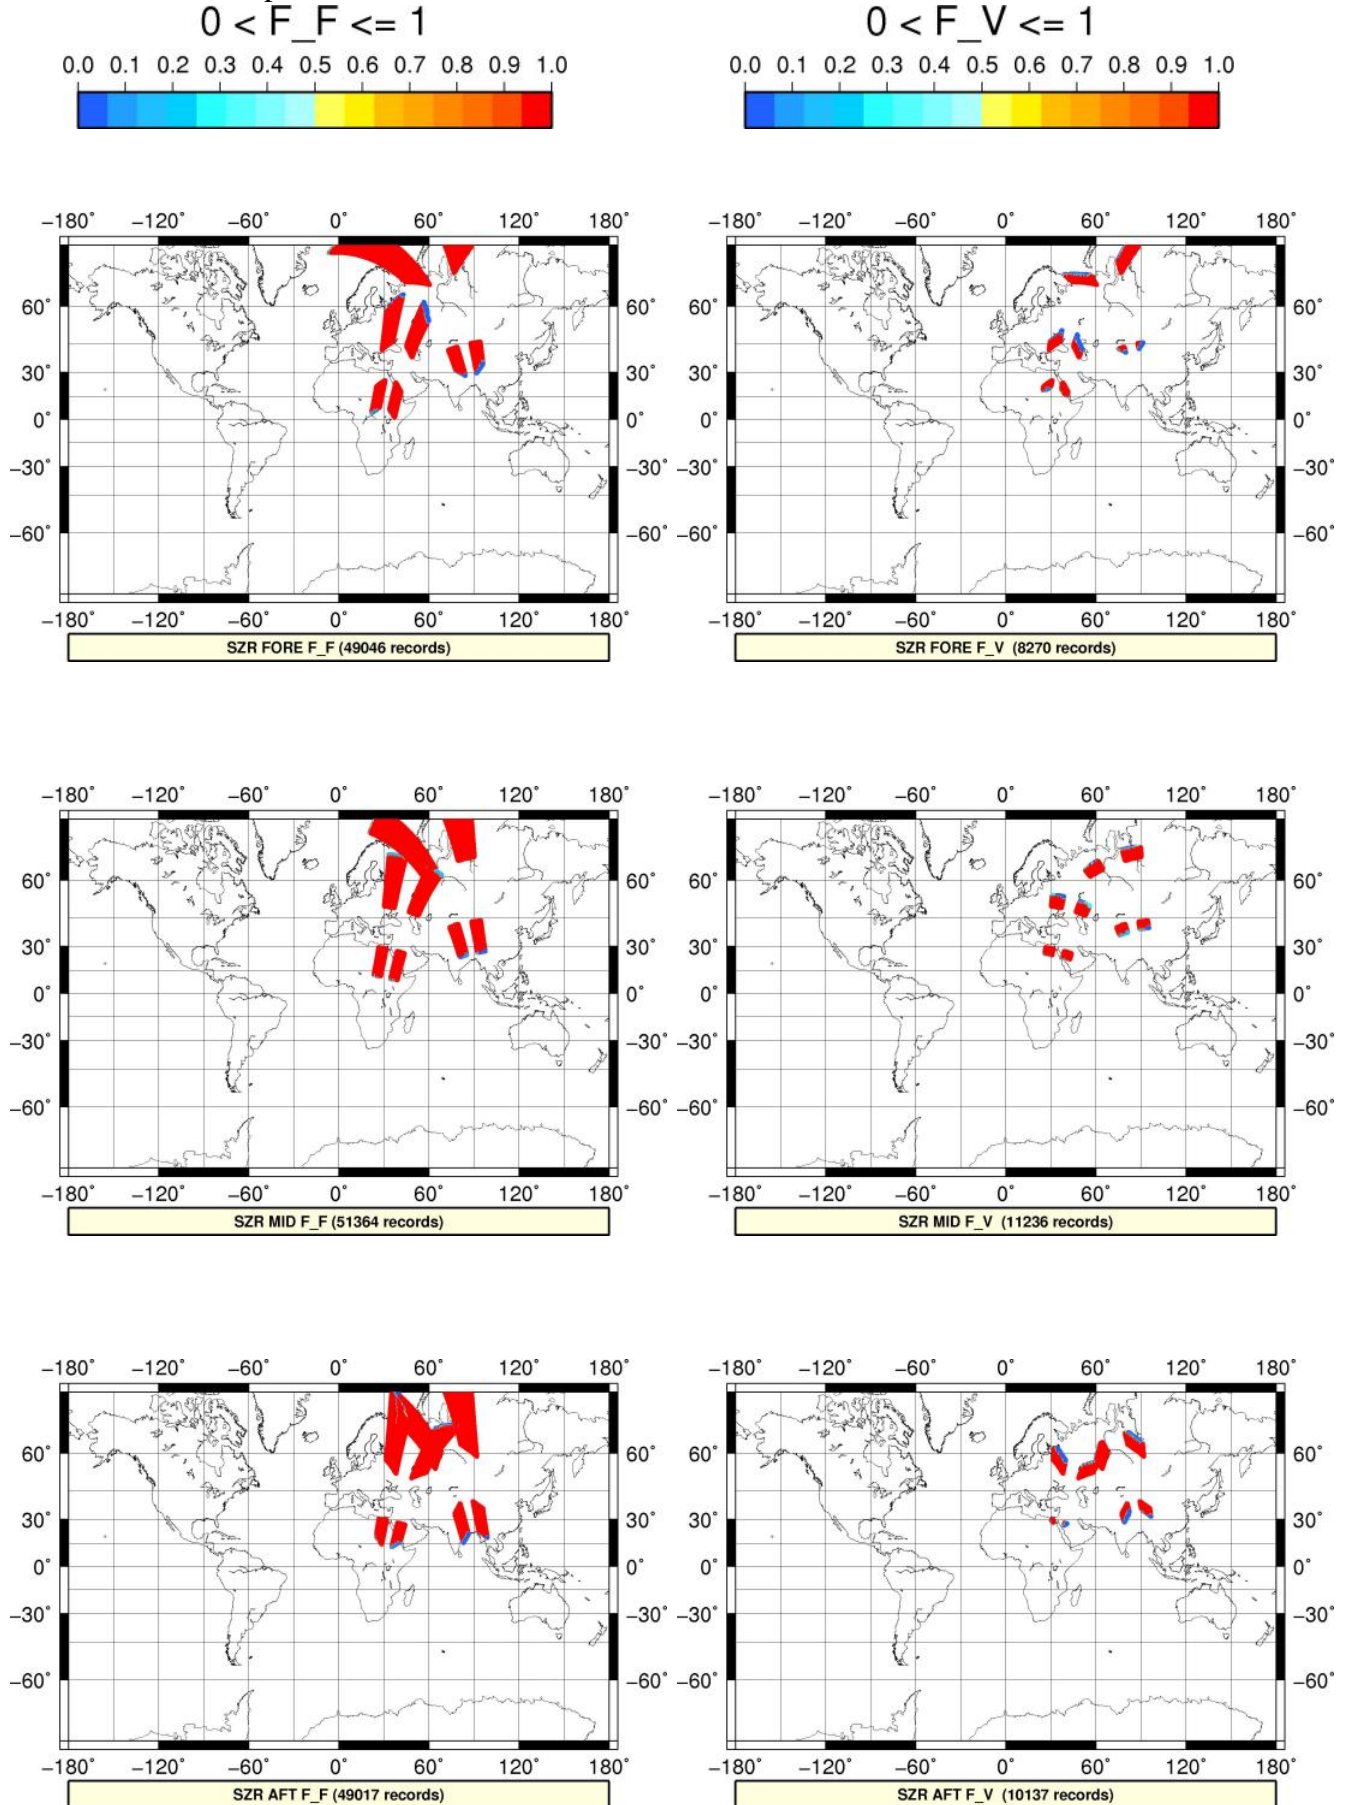 0 < F_F <= 1 0 < F_V <= 1
0.0 0.1 0.2 0.3 0.4 0.5 0.6 0.7 0.8 0.9 1.0 0.0 0.1 0.2 0.3 0.4 0.5 0.6 0.7 0.8 0.9 1.0
−180˚ −120˚ −60˚ 0˚ 60˚ 120˚ 180˚ −180˚ −120˚ −60˚ 0˚ 60˚ 120˚ 180˚
60˚ 60˚ 60˚ 60˚
30˚ 30˚ 30˚ 30˚
0˚ 0˚ 0˚ 0˚
−30˚ −30˚ −30˚ −30˚
−60˚ −60˚ −60˚ −60˚
−180˚ −120˚ −60˚ 0˚ 60˚ 120˚ 180˚ −180˚ −120˚ −60˚ 0˚ 60˚ 120˚ 180˚
SZR FORE F_F (49046 records) SZR FORE F_V (8270 records)
−180˚ −120˚ −60˚ 0˚ 60˚ 120˚ 180˚ −180˚ −120˚ −60˚ 0˚ 60˚ 120˚ 180˚
60˚ 60˚ 60˚ 60˚
30˚ 30˚ 30˚ 30˚
0˚ 0˚ 0˚ 0˚
−30˚ −30˚ −30˚ −30˚
−60˚ −60˚ −60˚ −60˚
−180˚ −120˚ −60˚ 0˚ 60˚ 120˚ 180˚ −180˚ −120˚ −60˚ 0˚ 60˚ 120˚ 180˚
SZR MID F_F (51364 records) SZR MID F_V (11236 records)
−180˚ −120˚ −60˚ 0˚ 60˚ 120˚ 180˚ −180˚ −120˚ −60˚ 0˚ 60˚ 120˚ 180˚
60˚ 60˚ 60˚ 60˚
30˚ 30˚ 30˚ 30˚
0˚ 0˚ 0˚ 0˚
−30˚ −30˚ −30˚ −30˚
−60˚ −60˚ −60˚ −60˚
−180˚ −120˚ −60˚ 0˚ 60˚ 120˚ 180˚ −180˚ −120˚ −60˚ 0˚ 60˚ 120˚ 180˚
SZR AFT F_F (49017 records) SZR AFT F_V (10137 records)